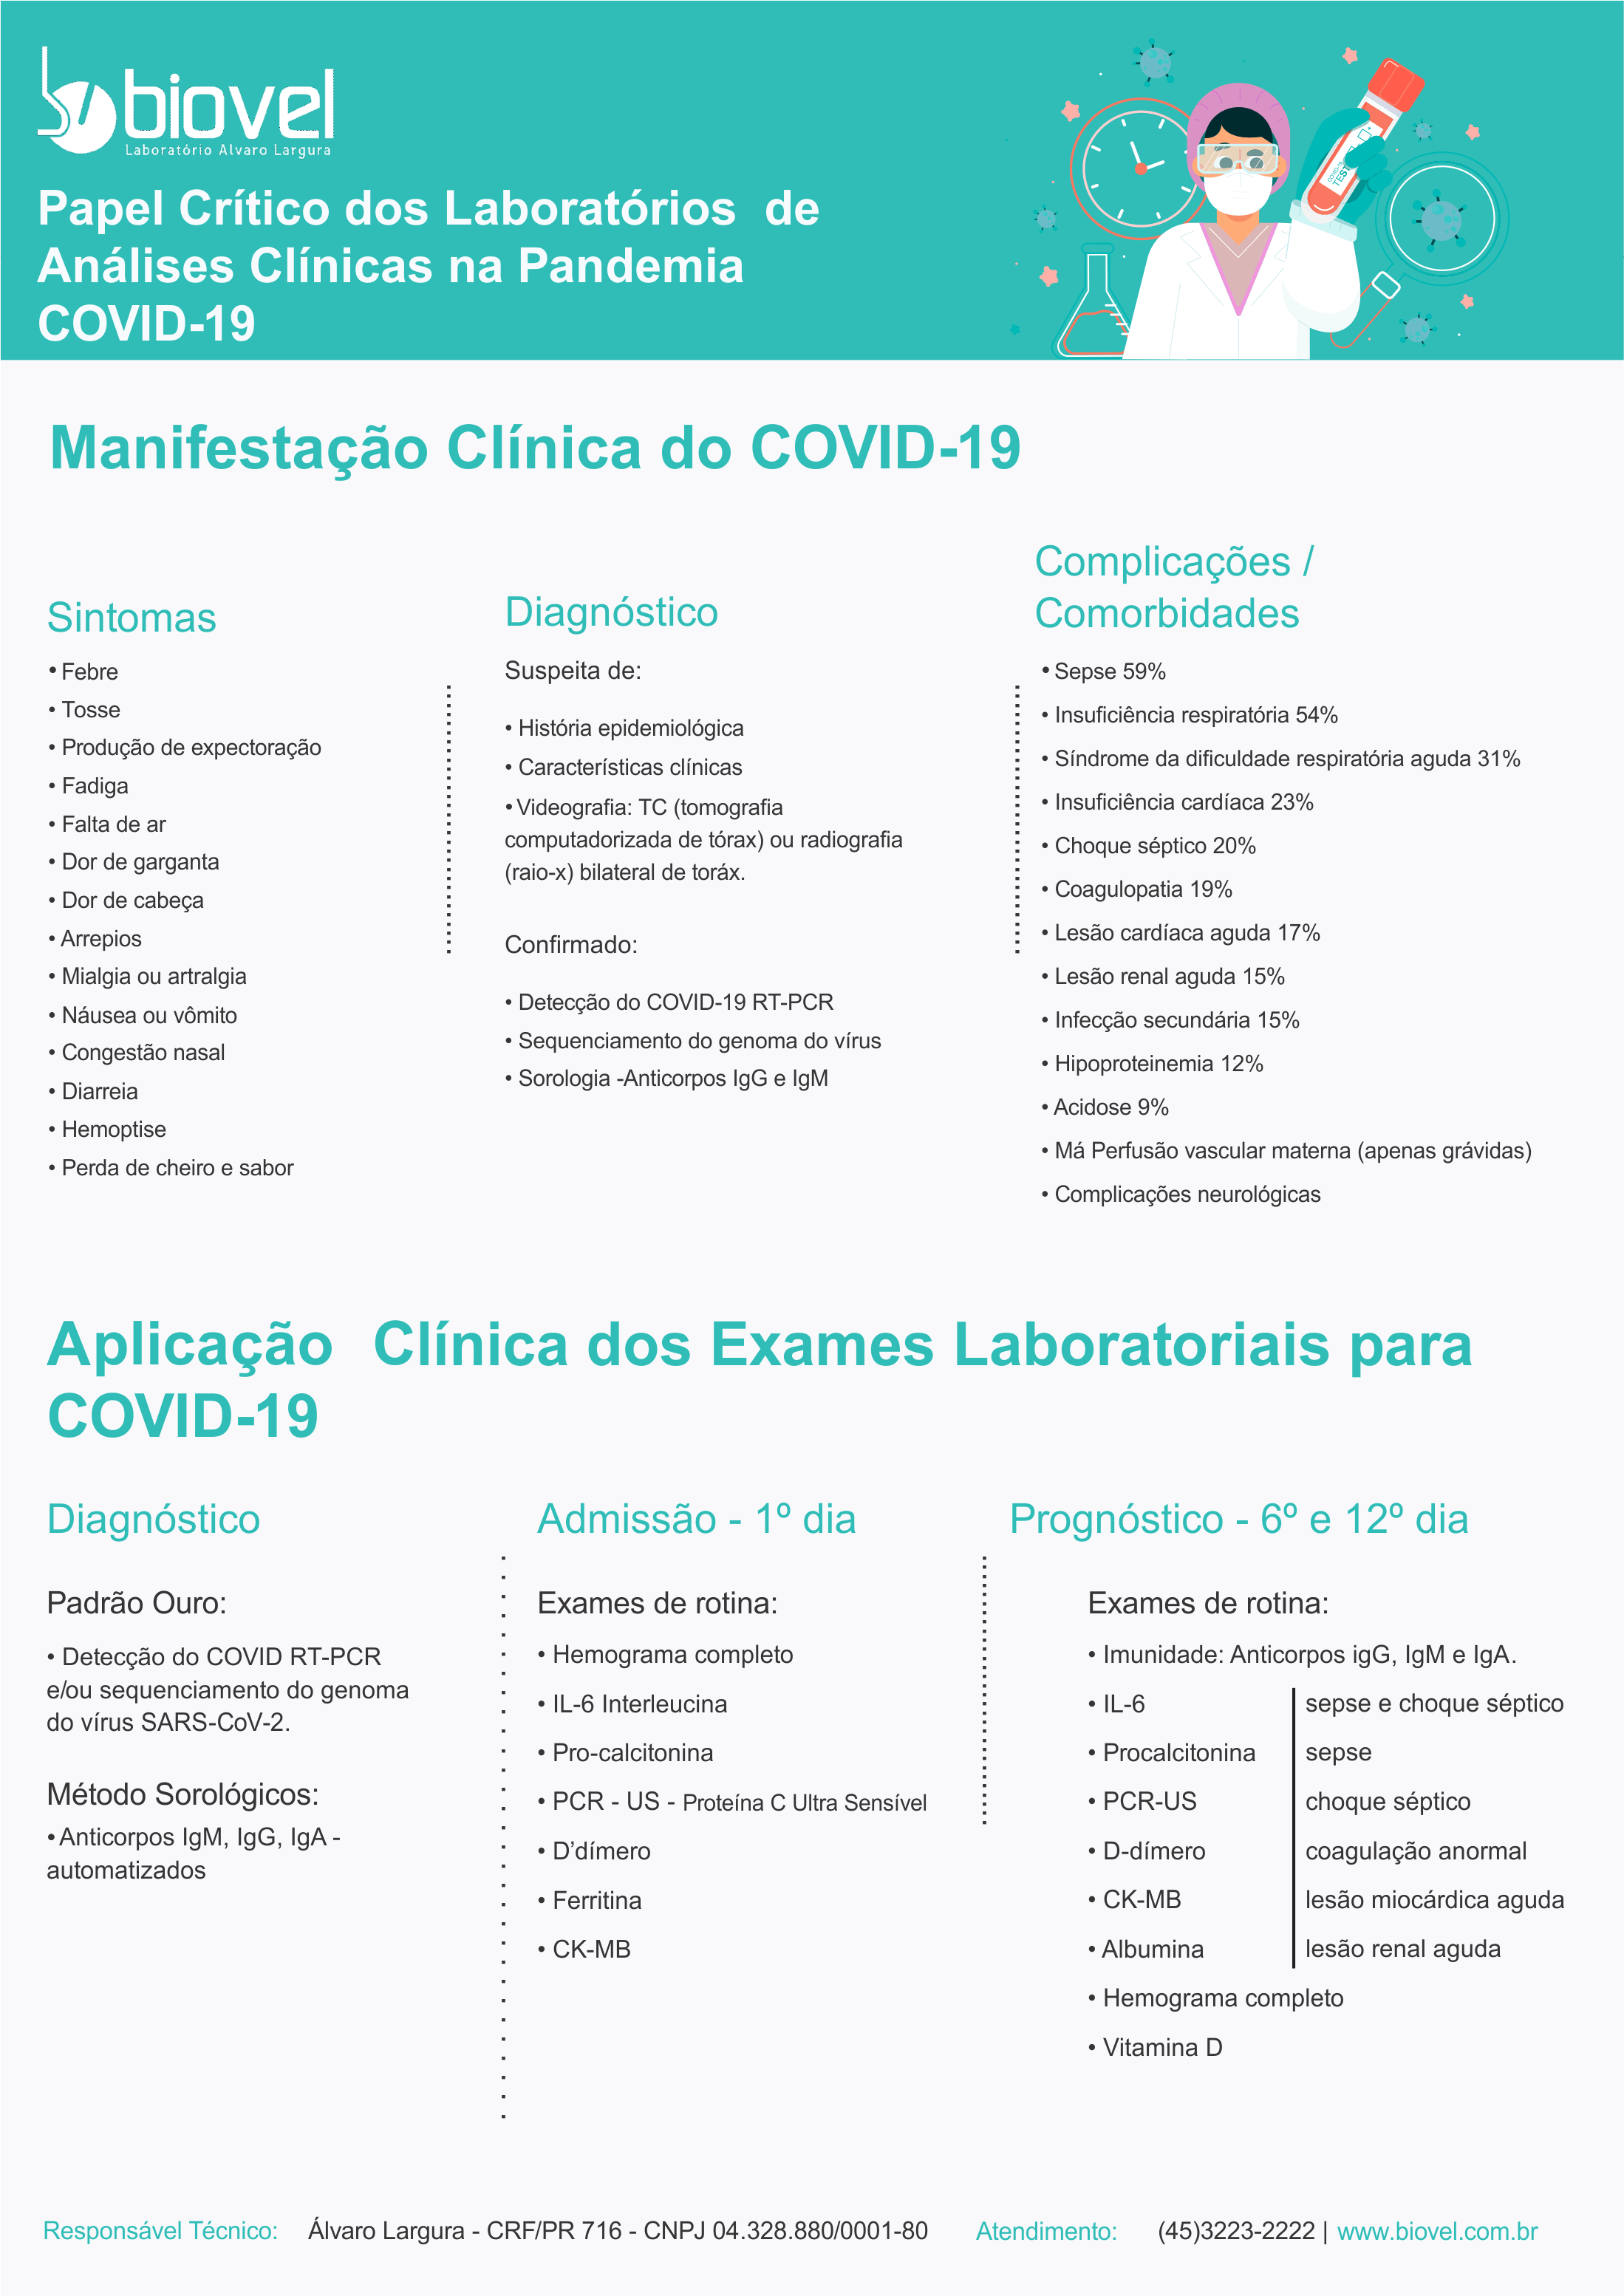 biovel
Laboratório Alvaro Largura
Papel Crítico dos Laboratórios de
Análises Clínicas na Pandemia
COVID-19
COVID-19
TEST
Manifestação Clínica do COVID-19
Sintomas
• Febre
• Tosse
• Produção de expectoração
• Fadiga
• Falta de ar
• Dor de garganta
• Dor de cabeça
• Arrepios
• Mialgia ou artralgia
• Náusea ou vômito
• Congestão nasal
• Diarreia
• Hemoptise
• Perda de cheiro e sabor
Diagnóstico
Suspeita de:
• História epidemiológica
• Características clínicas
• Videografia: TC (tomografia
computadorizada de tórax) ou radiografia
(raio-x) bilateral de toráx.
Confirmado:
• Detecção do COVID-19 RT-PCR
• Sequenciamento do genoma do vírus
• Sorologia -Anticorpos IgG e IgM
Complicações /
Comorbidades
• Sepse 59%
• Insuficiência respiratória 54%
• Síndrome da dificuldade respiratória aguda 31%
• Insuficiência cardíaca 23%
• Choque séptico 20%
• Coagulopatia 19%
• Lesão cardíaca aguda 17%
• Lesão renal aguda 15%
• Infecção secundária 15%
• Hipoproteinemia 12%
• Acidose 9%
• Má Perfusão vascular materna (apenas grávidas)
• Complicações neurológicas
Aplicação Clínica dos Exames Laboratoriais para
COVID-19
Diagnóstico
Padrão Ouro:
• Detecção do COVID RT-PCR
e/ou sequenciamento do genoma
do vírus SARS-CoV-2.
Método Sorológicos:
• Anticorpos IgM, IgG, IgA -
automatizados
Admissão - 1º dia
Exames de rotina:
• Hemograma completo
• IL-6 Interleucina
• Pro-calcitonina
• PCR - US - Proteína C Ultra Sensível
• D’dímero
• Ferritina
• CK-MB
Prognóstico - 6º e 12º dia
Exames de rotina:
• Imunidade: Anticorpos igG, IgM e IgA.
• IL-6 sepse e choque séptico
• Procalcitonina sepse
• PCR-US choque séptico
• D-dímero coagulação anormal
• CK-MB lesão miocárdica aguda
• Albumina lesão renal aguda
• Hemograma completo
• Vitamina D
Responsável Técnico: Álvaro Largura - CRF/PR 716 - CNPJ 04.328.880/0001-80 Atendimento: (45)3223-2222 | www.biovel.com.br